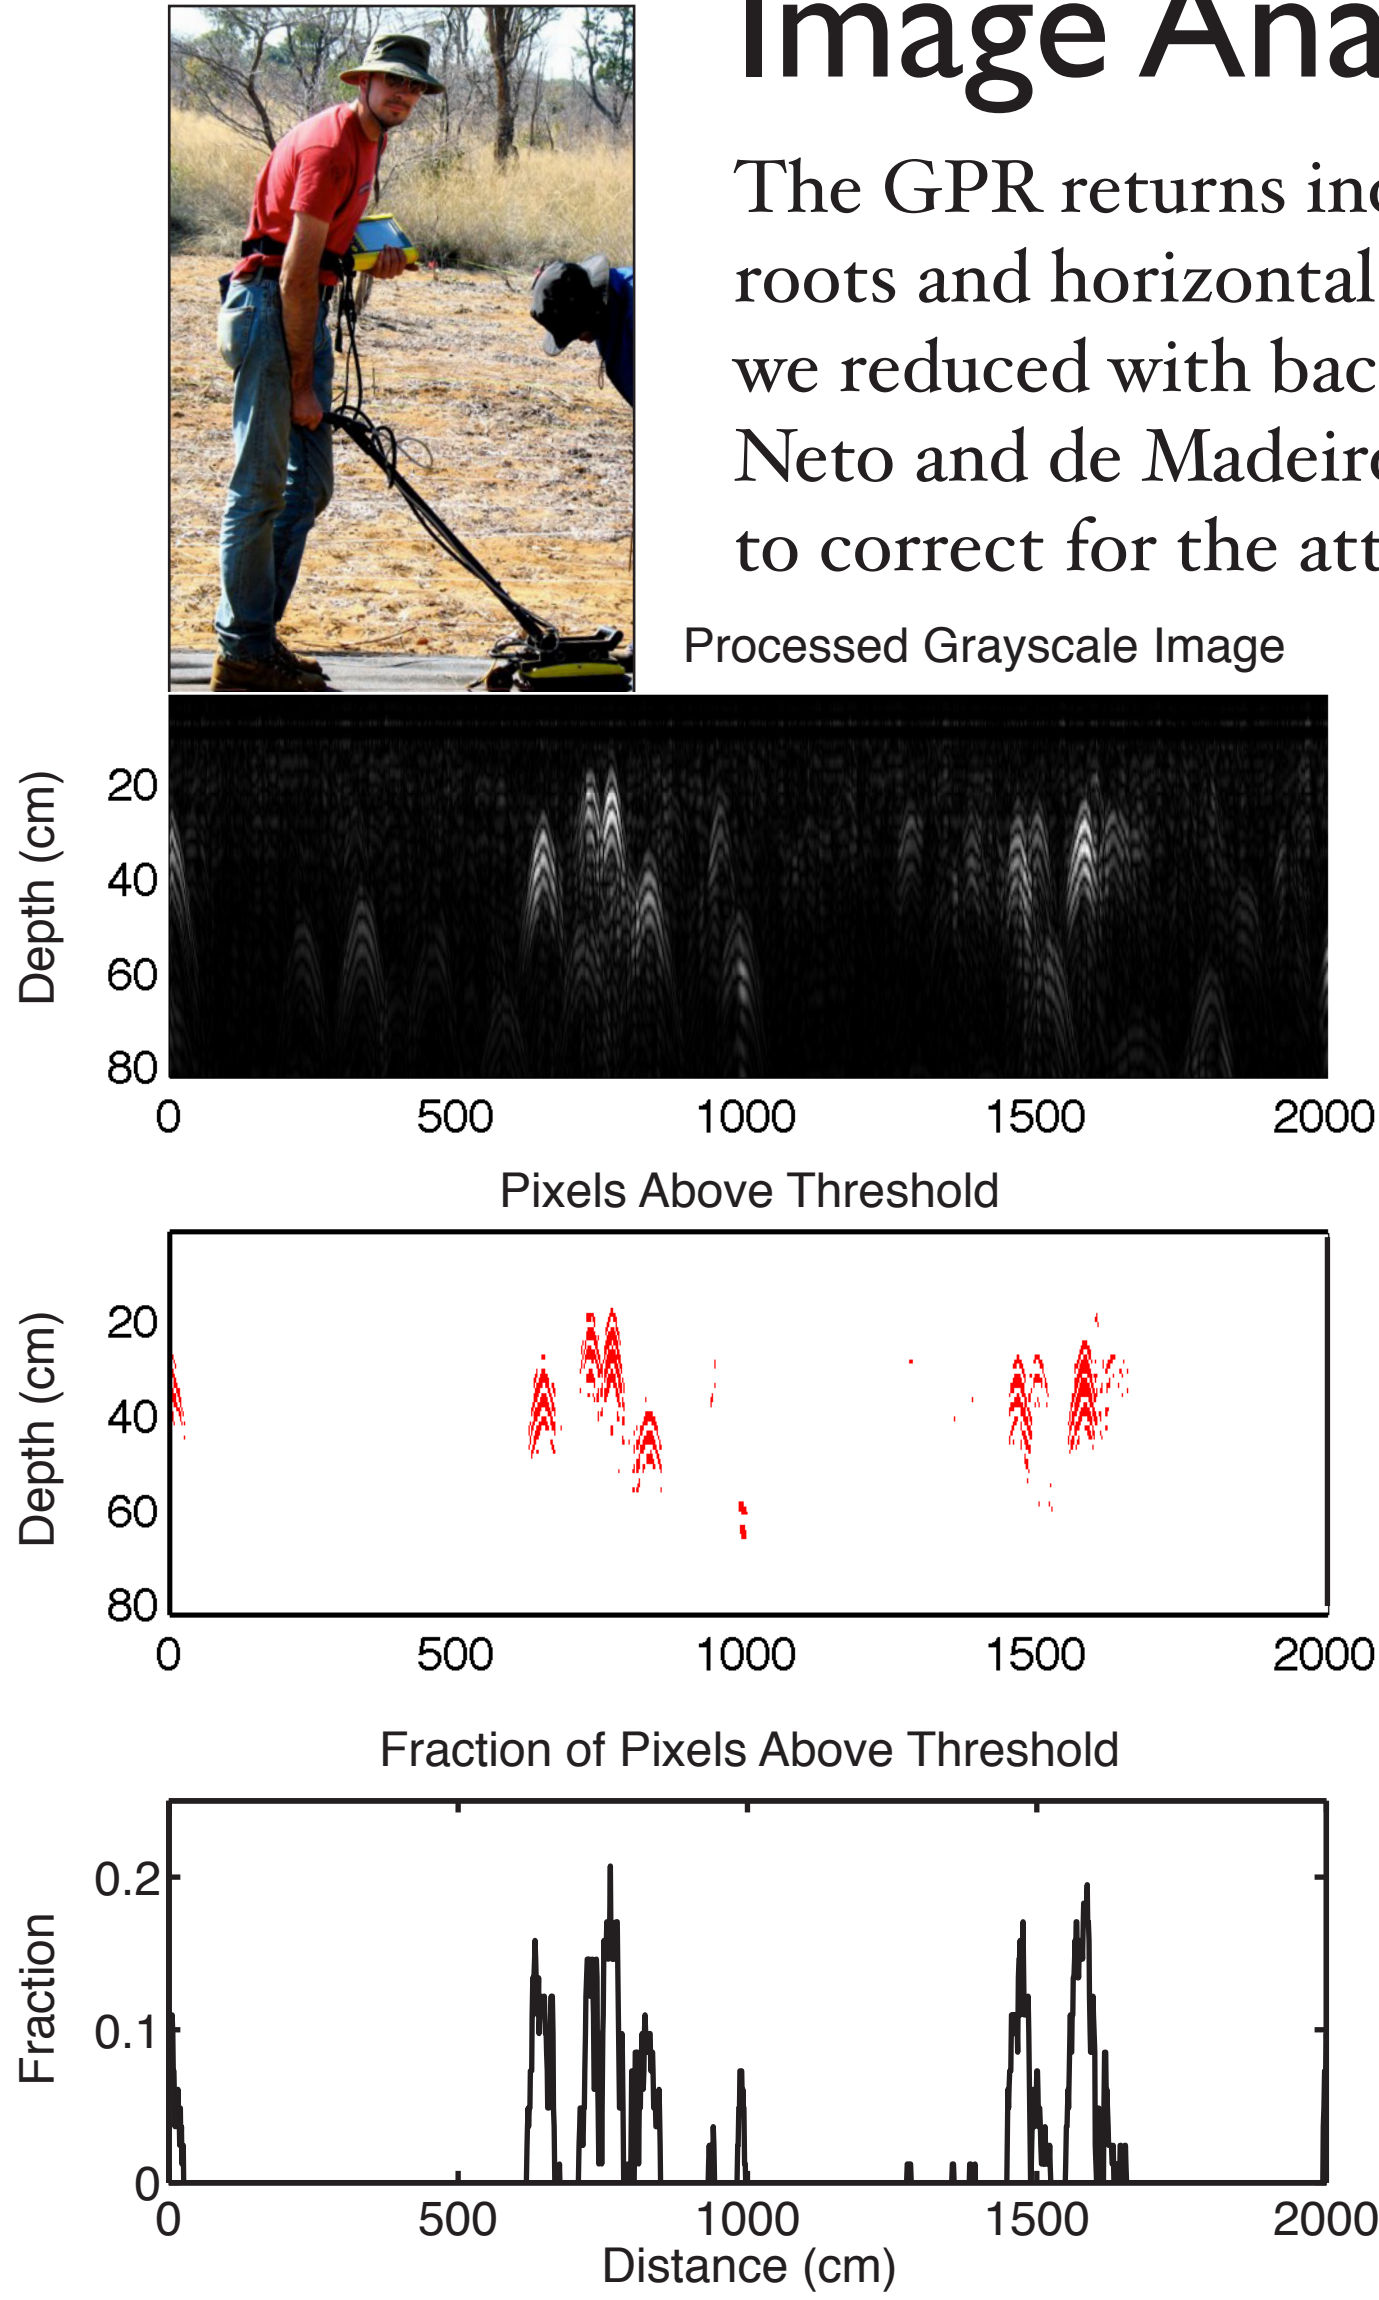 Image Ana
The GPR returns inc
roots and horizontal
we reduced with bac
Neto and de Madeiro
to correct for the att
Processed Grayscale Image
Depth (cm)
20
40
60
80
0 500 1000 1500 2000
Pixels Above Threshold
Depth (cm)
20
40
60
80
0 500 1000 1500 2000
Fraction of Pixels Above Threshold
Fraction
0.2
0.1
0
0 500 1000 1500 2000
Distance (cm)